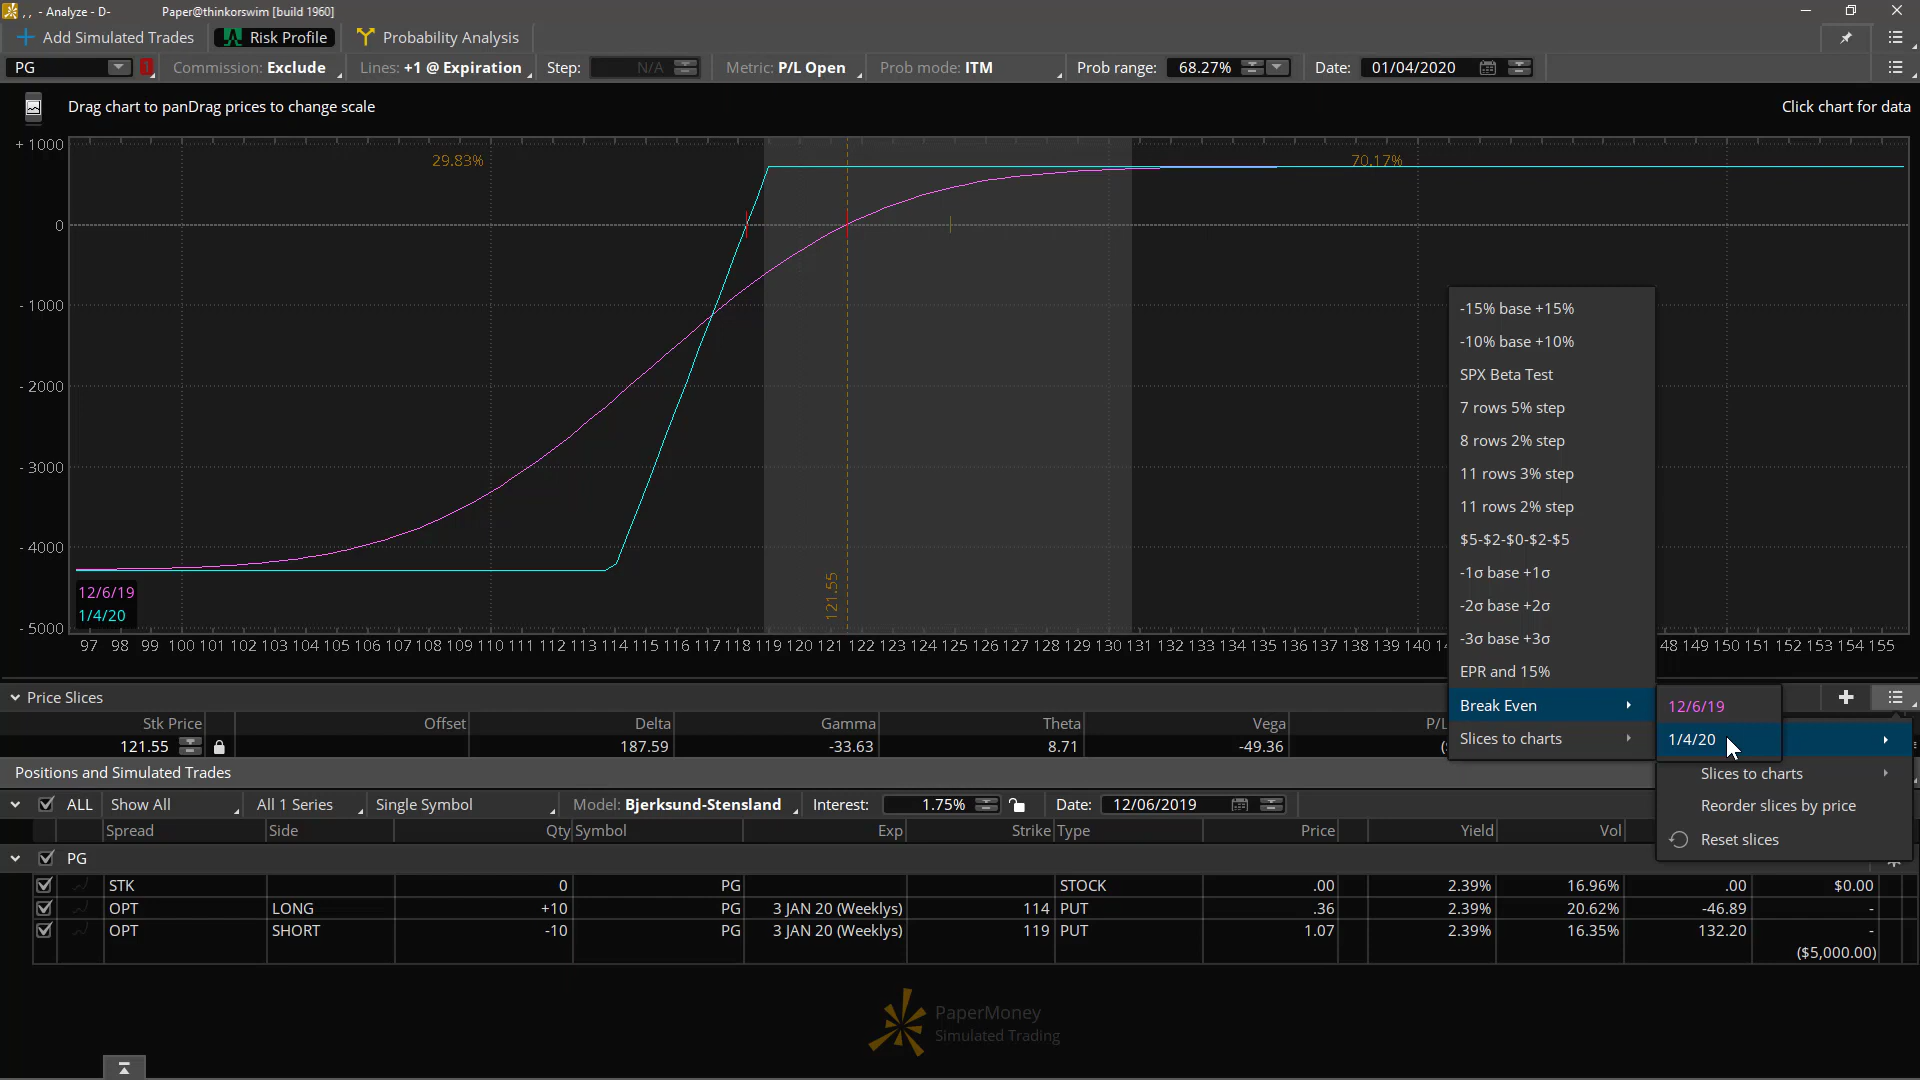 , , - Analyze - D- Paper@thinkorswim [build 1960]
Add Simulated Trades Risk Profile Probability Analysis
PG 1 Commission: Exclude Lines: +1 @ Expiration Step: N/A Metric: P/L Open Prob mode: ITM Prob range: 68.27% Date: 01/04/2020
Drag chart to panDrag prices to change scale Click chart for data
+ 1000
29.83% 70.17%
0
- 1000
- 2000
- 3000
- 4000
- 5000
121.55
12/6/19
1/4/20
97 98 99 100 101 102 103 104 105 106 107 108 109 110 111 112 113 114 115 116 117 118 119 120 121 122 123 124 125 126 127 128 129 130 131 132 133 134 135 136 137 138 139 140 14 48 149 150 151 152 153 154 155
-15% base +15%
-10% base +10%
SPX Beta Test
7 rows 5% step
8 rows 2% step
11 rows 3% step
11 rows 2% step
$5-$2-$0-$2-$5
-1σ base +1σ
-2σ base +2σ
-3σ base +3σ
EPR and 15%
Break Even
Slices to charts
12/6/19
1/4/20
Slices to charts
Reorder slices by price
Reset slices
Price Slices
Stk Price Offset Delta Gamma Theta Vega P/L
121.55 187.59 -33.63 8.71 -49.36 (
Positions and Simulated Trades
ALL Show All All 1 Series Single Symbol Model: Bjerksund-Stensland Interest: 1.75% Date: 12/06/2019
Spread Side Qty Symbol Exp Strike Type Price Yield Vol
PG
STK 0 PG STOCK .00 2.39% 16.96% .00 $0.00
OPT LONG +10 PG 3 JAN 20 (Weeklys) 114 PUT .36 2.39% 20.62% -46.89 -
OPT SHORT -10 PG 3 JAN 20 (Weeklys) 119 PUT 1.07 2.39% 16.35% 132.20 -
($5,000.00)
PaperMoney
Simulated Trading